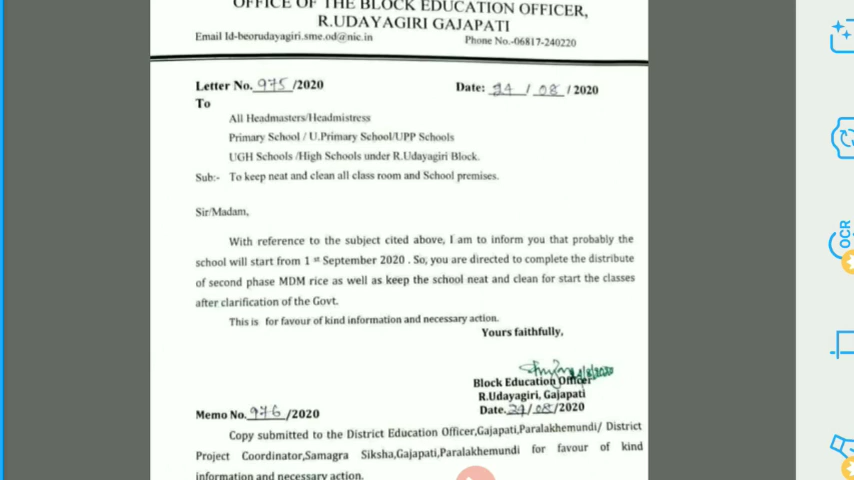 OFFICE OF THE BLOCK EDUCATION OFFICER,
R.UDAYAGIRI GAJAPATI
Email Id-beorudayagiri.sme.od@nic.in Phone No.-06817-240220
Letter No. 975 /2020 Date: 24 / 08 / 2020
To
All Headmasters/Headmistress
Primary School / U.Primary School/UPP Schools
UGH Schools /High Schools under R.Udayagiri Block.
Sub:- To keep neat and clean all class room and School premises.
Sir/Madam,
With reference to the subject cited above, I am to inform you that probably the
school will start from 1 st September 2020 . So, you are directed to complete the distribute
of second phase MDM rice as well as keep the school neat and clean for start the classes
after clarification of the Govt.
This is for favour of kind information and necessary action.
Yours faithfully,
Block Education Officer
R.Udayagiri, Gajapati
Memo No. 976 /2020 Date. 24/08/2020
Copy submitted to the District Education Officer,Gajapati,Paralakhemundi/ District
Project Coordinator,Samagra Siksha,Gajapati,Paralakhemundi for favour of kind
information and necessary action.
OCR